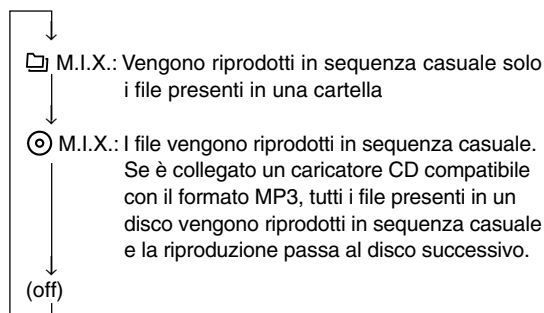 M.I.X.: Vengono riprodotti in sequenza casuale solo
i file presenti in una cartella
M.I.X.: I file vengono riprodotti in sequenza casuale.
Se è collegato un caricatore CD compatibile
con il formato MP3, tutti i file presenti in un
disco vengono riprodotti in sequenza casuale
e la riproduzione passa al disco successivo.
(off)